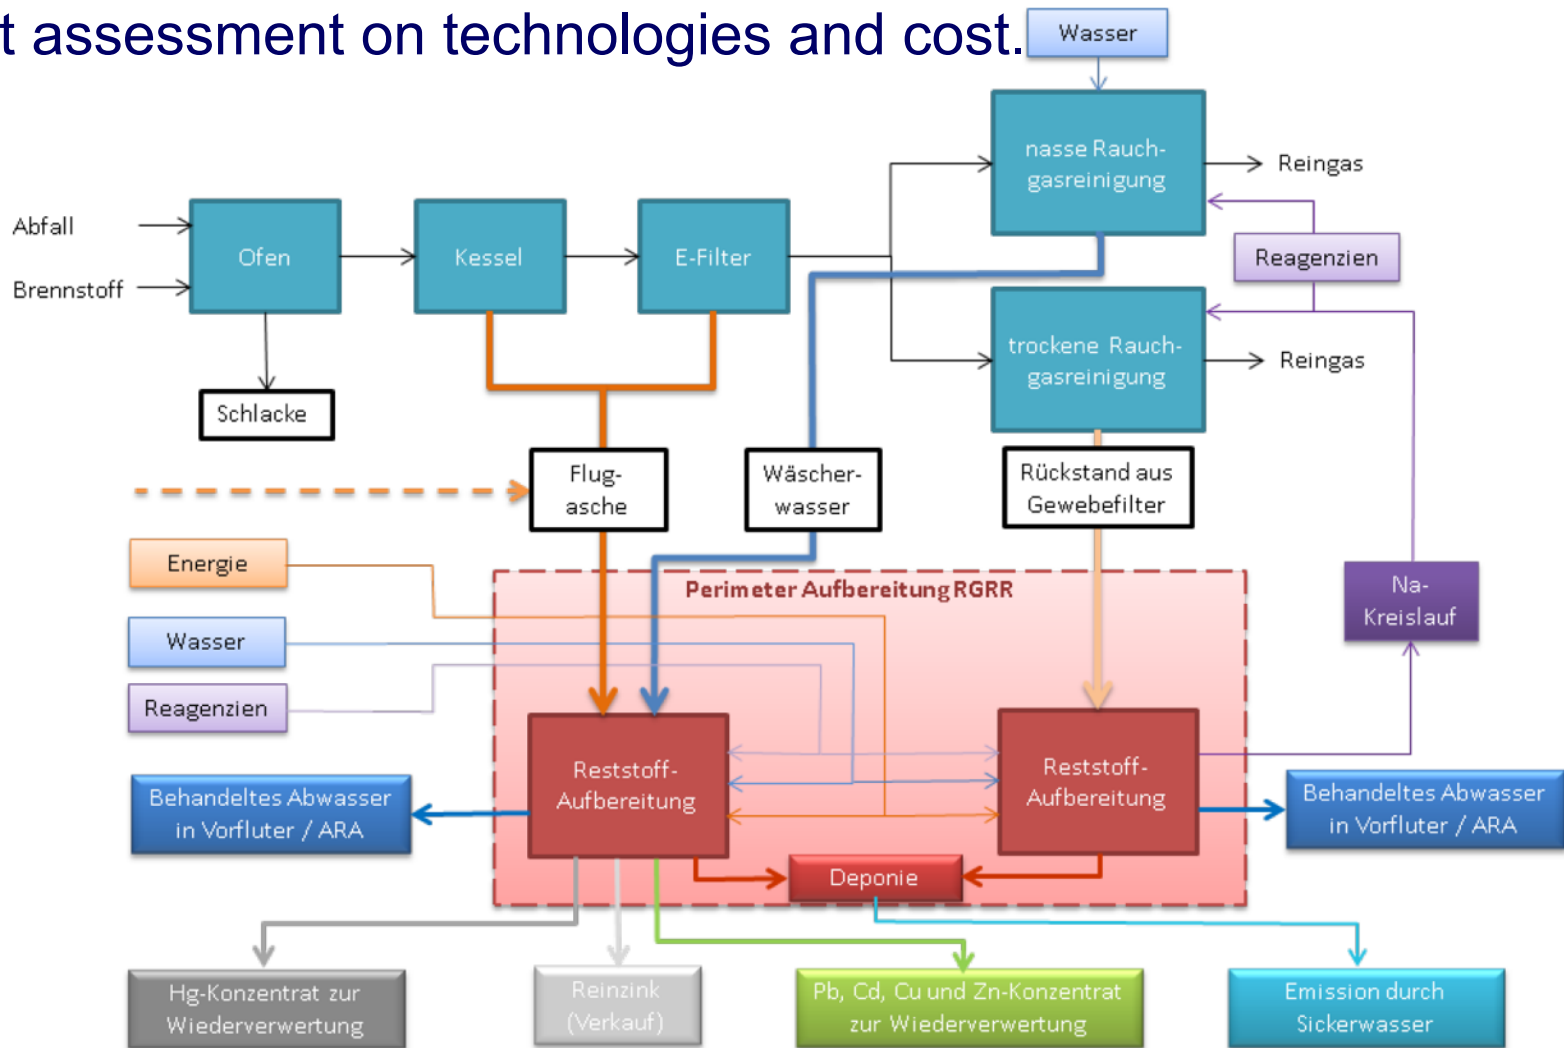 t assessment on technologies and cost.
Wasser
nasse Rauch-
gasreinigung
Reingas
Abfall
Brennstoff
Ofen
Kessel
E-Filter
Reagenzien
trockene Rauch-
gasreinigung
Reingas
Schlacke
Flug-
asche
Wäscher-
wasser
Rückstand aus
Gewebefilter
Energie
Perimeter Aufbereitung RGRR
Na-
Kreislauf
Wasser
Reagenzien
Reststoff-
Aufbereitung
Reststoff-
Aufbereitung
Behandeltes Abwasser
in Vorfluter / ARA
Behandeltes Abwasser
in Vorfluter / ARA
Deponie
Hg-Konzentrat zur
Wiederverwertung
Reinzink
(Verkauf)
Pb, Cd, Cu und Zn-Konzentrat
zur Wiederverwertung
Emission durch
Sickerwasser